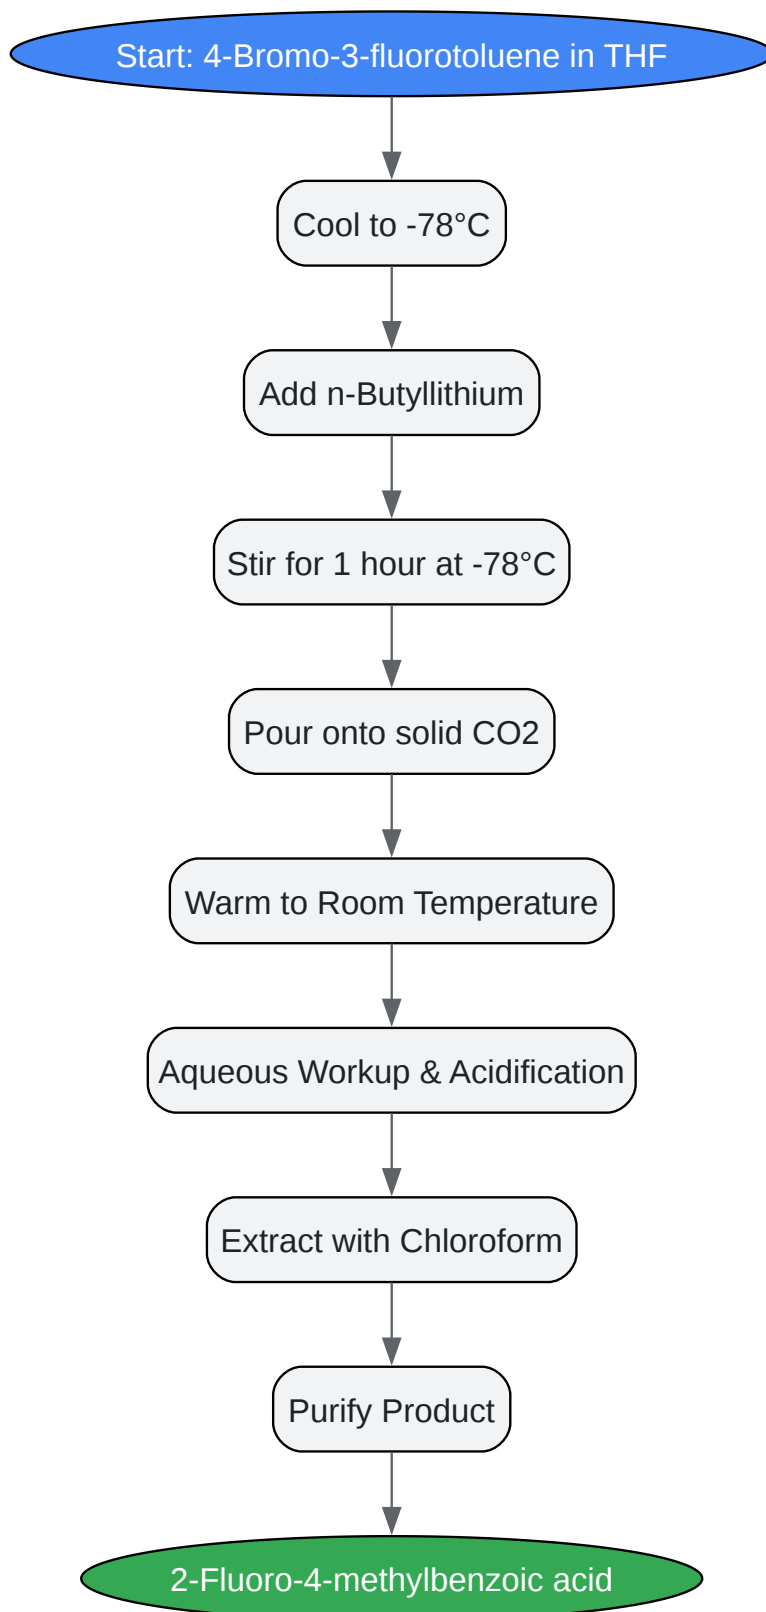 Start: 4-Bromo-3-fluorotoluene in THF
Cool to -78°C
Add n-Butyllithium
Stir for 1 hour at -78°C
Pour onto solid CO2
Warm to Room Temperature
Aqueous Workup & Acidification
Extract with Chloroform
Purify Product
2-Fluoro-4-methylbenzoic acid